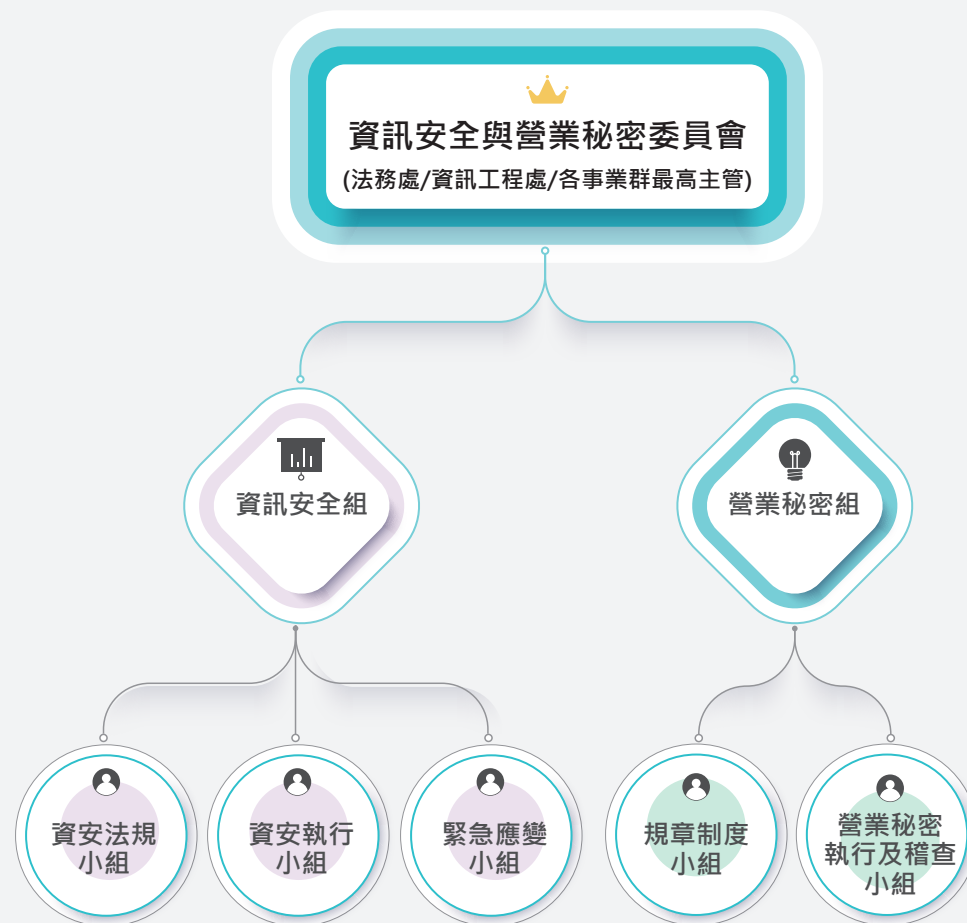 資訊安全與營業秘密委員會
(法務處/資訊工程處/各事業群最高主管)
資訊安全組
營業秘密組
資安法規
小組
資安執行
小組
緊急應變
小組
規章制度
小組
營業秘密
執行及稽查
小組